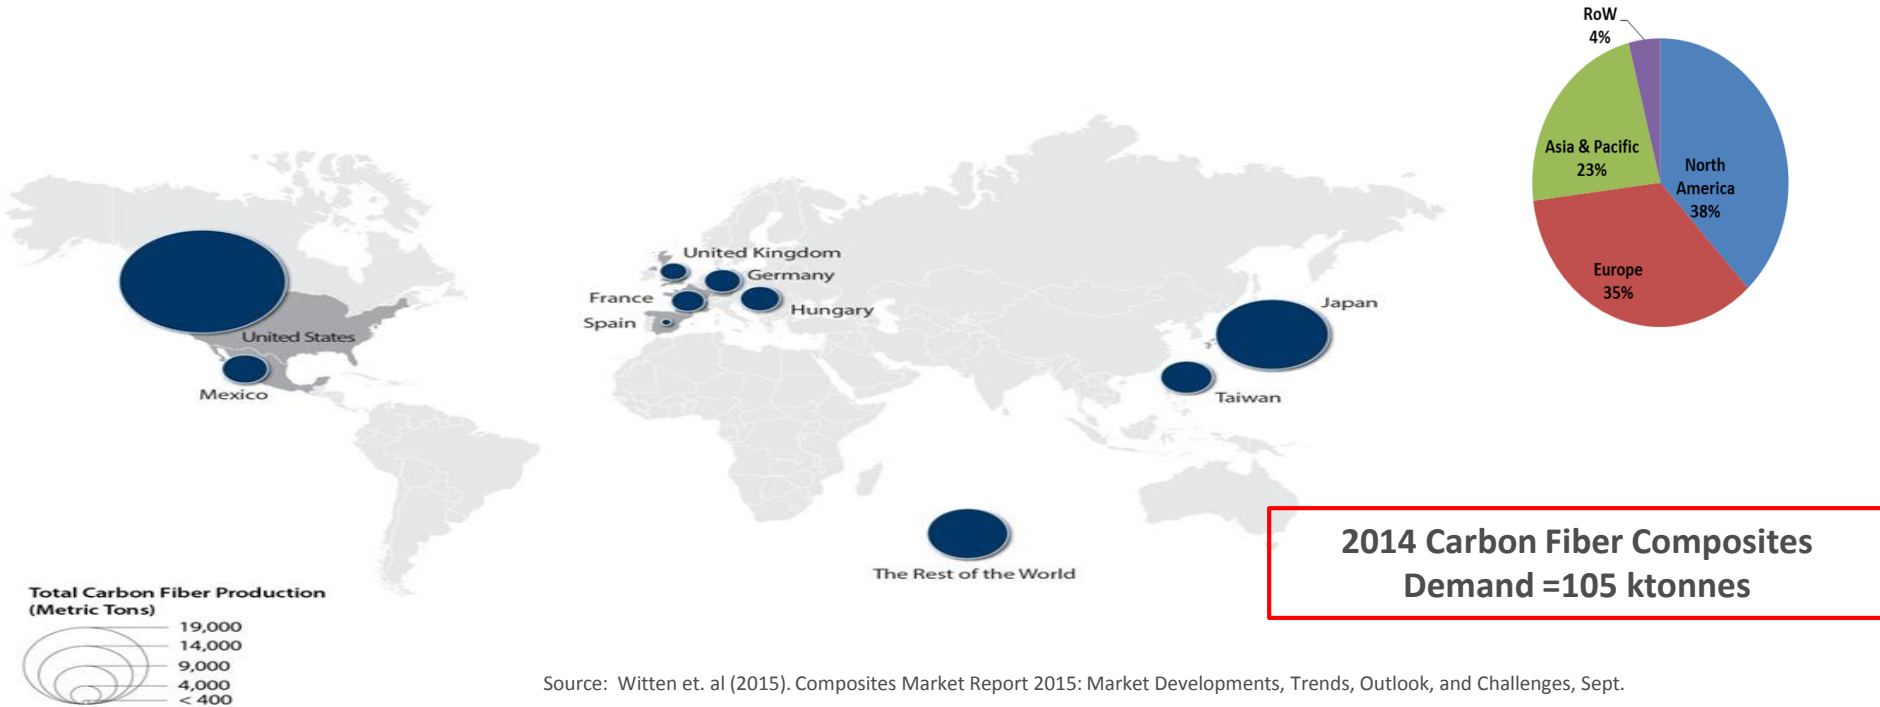 RoW
4%
Asia & Pacific
23%
North
America
38%
Europe
35%
United Kingdom
Germany
France
Hungary
Spain
Japan
United States
Mexico
Taiwan
The Rest of the World
2014 Carbon Fiber Composites
Demand =105 ktonnes
Total Carbon Fiber Production
(Metric Tons)
19,000
14,000
9,000
4,000
< 400
Source:  Witten et. al (2015). Composites Market Report 2015: Market Developments, Trends, Outlook, and Challenges, Sept.